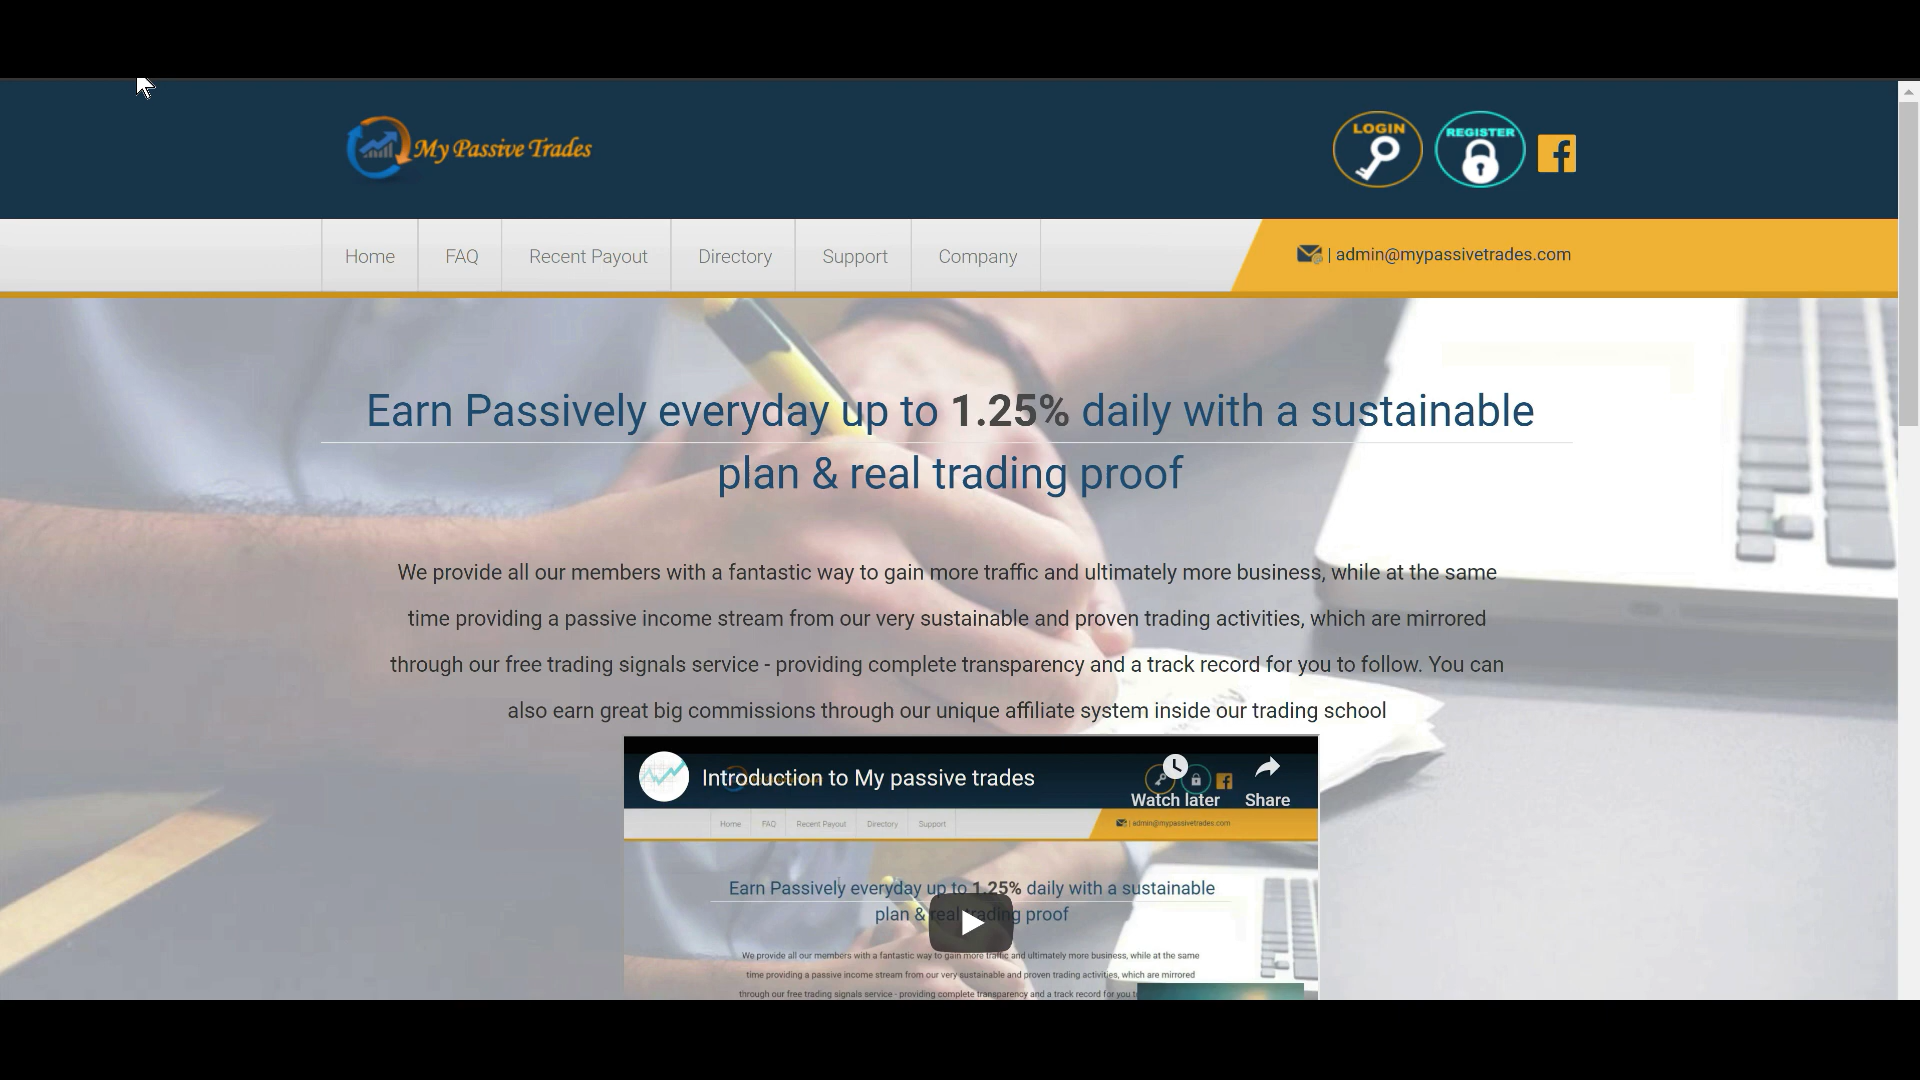 My Passive Trades
LOGIN
REGISTER
Home
FAQ
Recent Payout
Directory
Support
Company
| admin@mypassivetrades.com
Earn Passively everyday up to 1.25% daily with a sustainable
plan & real trading proof
We provide all our members with a fantastic way to gain more traffic and ultimately more business, while at the same
time providing a passive income stream from our very sustainable and proven trading activities, which are mirrored
through our free trading signals service - providing complete transparency and a track record for you to follow. You can
also earn great big commissions through our unique affiliate system inside our trading school
Introduction to My passive trades
Watch later
Share
Home
FAQ
Recent Payout
Directory
Support
| admin@mypassivetrades.com
Earn Passively everyday up to 1.25% daily with a sustainable
plan & real trading proof
We provide all our members with a fantastic way to gain more traffic and ultimately more business, while at the same
time providing a passive income stream from our very sustainable and proven trading activities, which are mirrored
through our free trading signals service - providing complete transparency and a track record for you